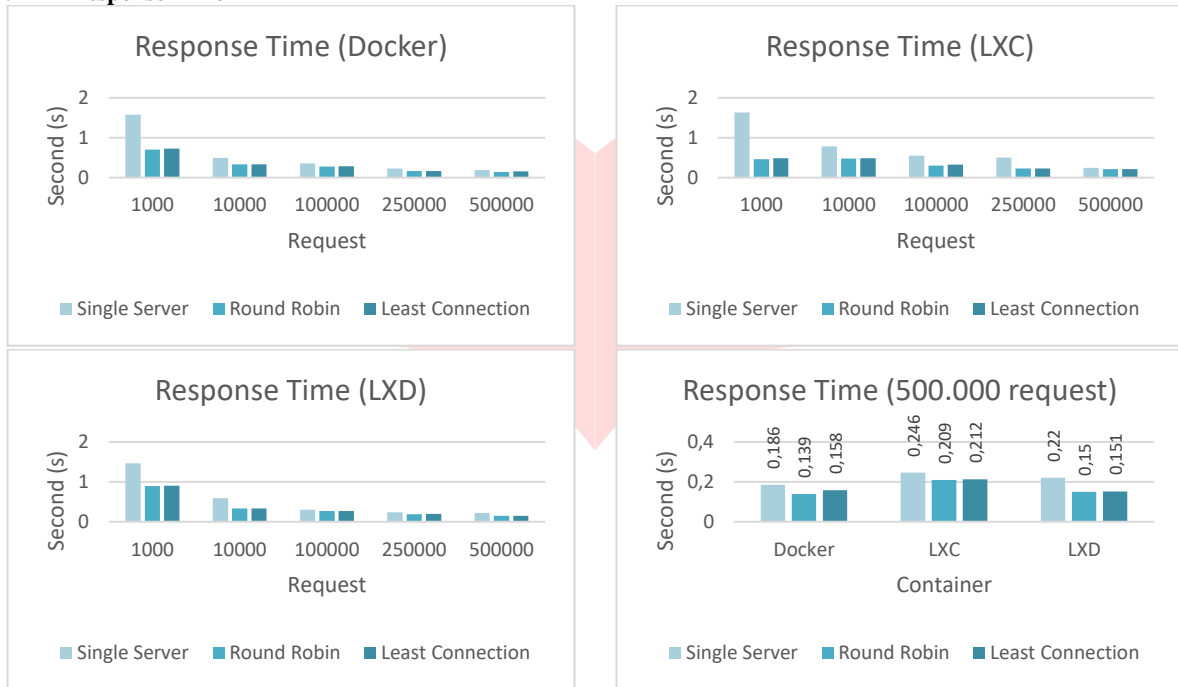 Response Time (Docker)
2
1
0
Second (s)
1000 10000 100000 250000 500000
Request
Single Server Round Robin Least Connection
Response Time (LXC)
2
1
0
Second (s)
1000 10000 100000 250000 500000
Request
Single Server Round Robin Least Connection
Response Time (LXD)
2
1
0
Second (s)
1000 10000 100000 250000 500000
Request
Single Server Round Robin Least Connection
Response Time (500.000 request)
0,4
0,2
0
Second (s)
0,186 0,139 0,158 0,246 0,209 0,212 0,22 0,15 0,151
Docker LXC LXD
Container
Single Server Round Robin Least Connection